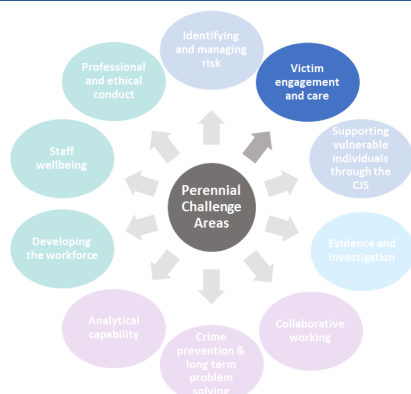 Identifying
and managing
risk
Victim
engagement
and care
Supporting
vulnerable
individuals
through the
CJS
Evidence and
investigation
Collaborative
working
Crime
prevention &
long term
problem
solving
Analytical
capability
Developing
the workforce
Staff
wellbeing
Professional
and ethical
conduct
Perennial
Challenge
Areas